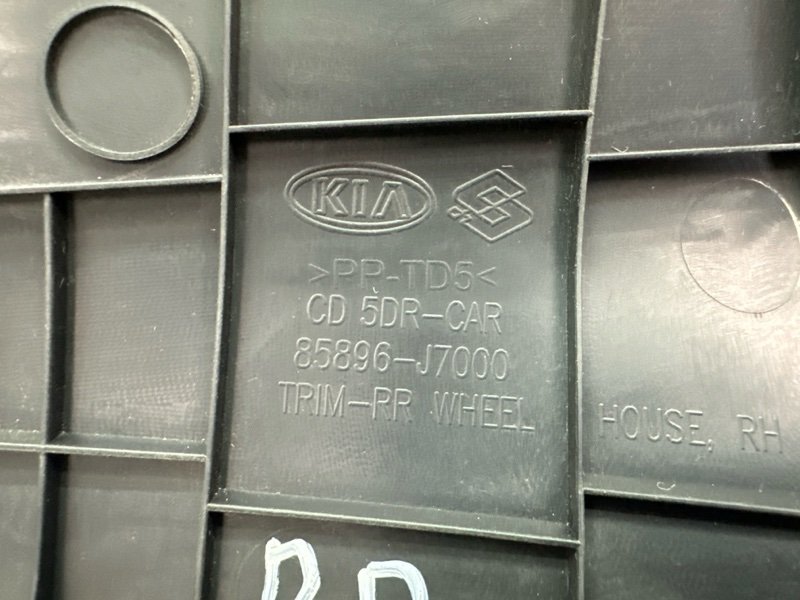 KIA
>PP-TD5<
CD 5DR-CAR
85896-J7000
TRIM-RR WHEEL HOUSE, RH